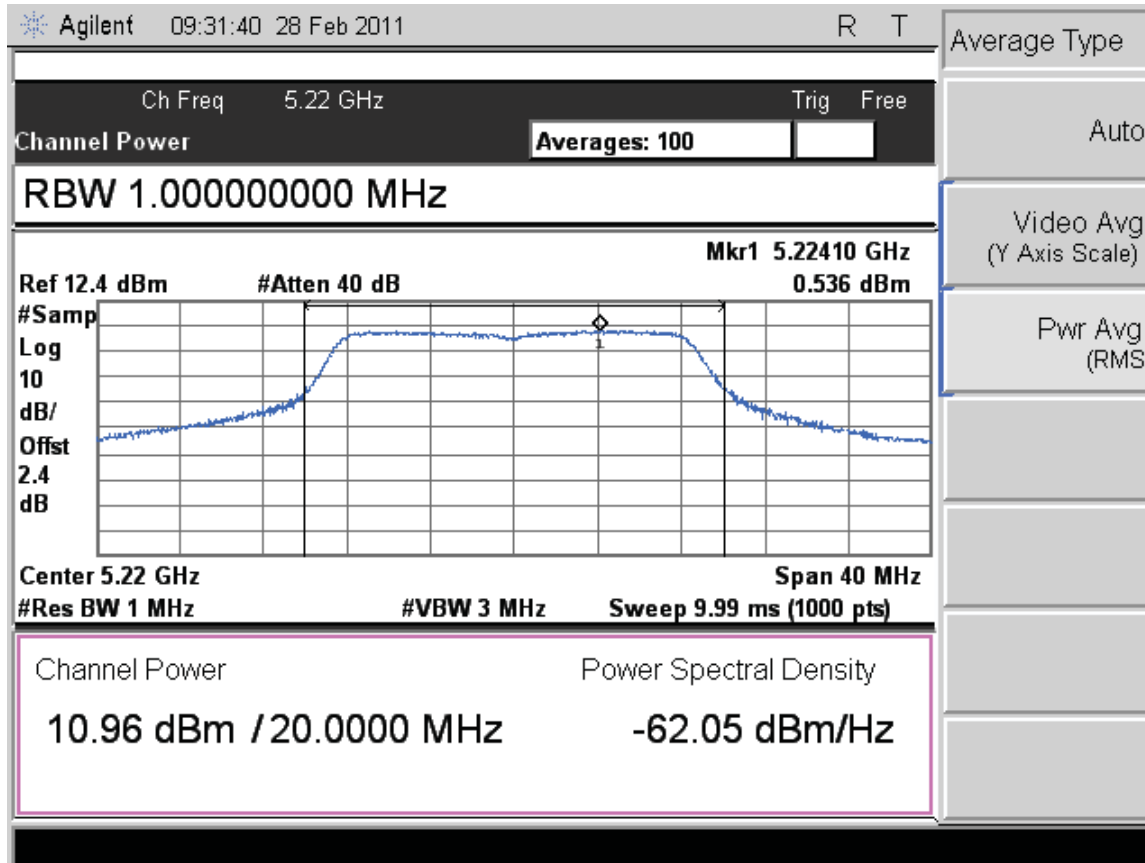 Agilent 09:31:40 28 Feb 2011 R T
Average Type
Ch Freq 5.22 GHz Trig Free
Channel Power Averages: 100
Auto
RBW 1.000000000 MHz
Video Avg
(Y Axis Scale)
Mkr1 5.22410 GHz
Ref 12.4 dBm #Atten 40 dB 0.536 dBm
#Samp
Log
10
dB/
Offst
2.4
dB
1
Pwr Avg
(RMS
Center 5.22 GHz Span 40 MHz
#Res BW 1 MHz #VBW 3 MHz Sweep 9.99 ms (1000 pts)
Channel Power Power Spectral Density
10.96 dBm / 20.0000 MHz -62.05 dBm/Hz